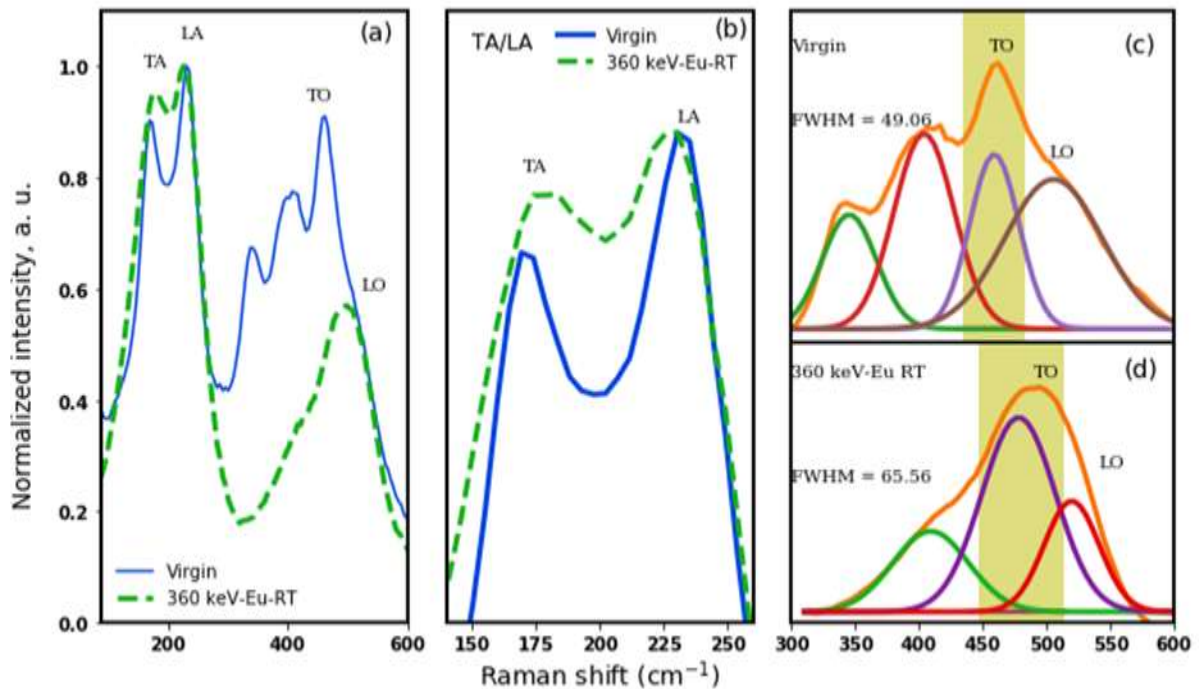 Normalized intensity, a. u.
1.0
0.8
0.6
0.4
0.2
0.0
(a)
TA
LA
TO
LO
Virgin
360 keV-Eu-RT
200
400
600
(b)
TA/LA
Virgin
360 keV-Eu-RT
TA
LA
150
175
200
225
250
Raman shift (cm⁻¹)
(c)
Virgin
TO
FWHM = 49.06
LO
(d)
360 keV-Eu RT
TO
FWHM = 65.56
LO
300
350
400
450
500
550
600